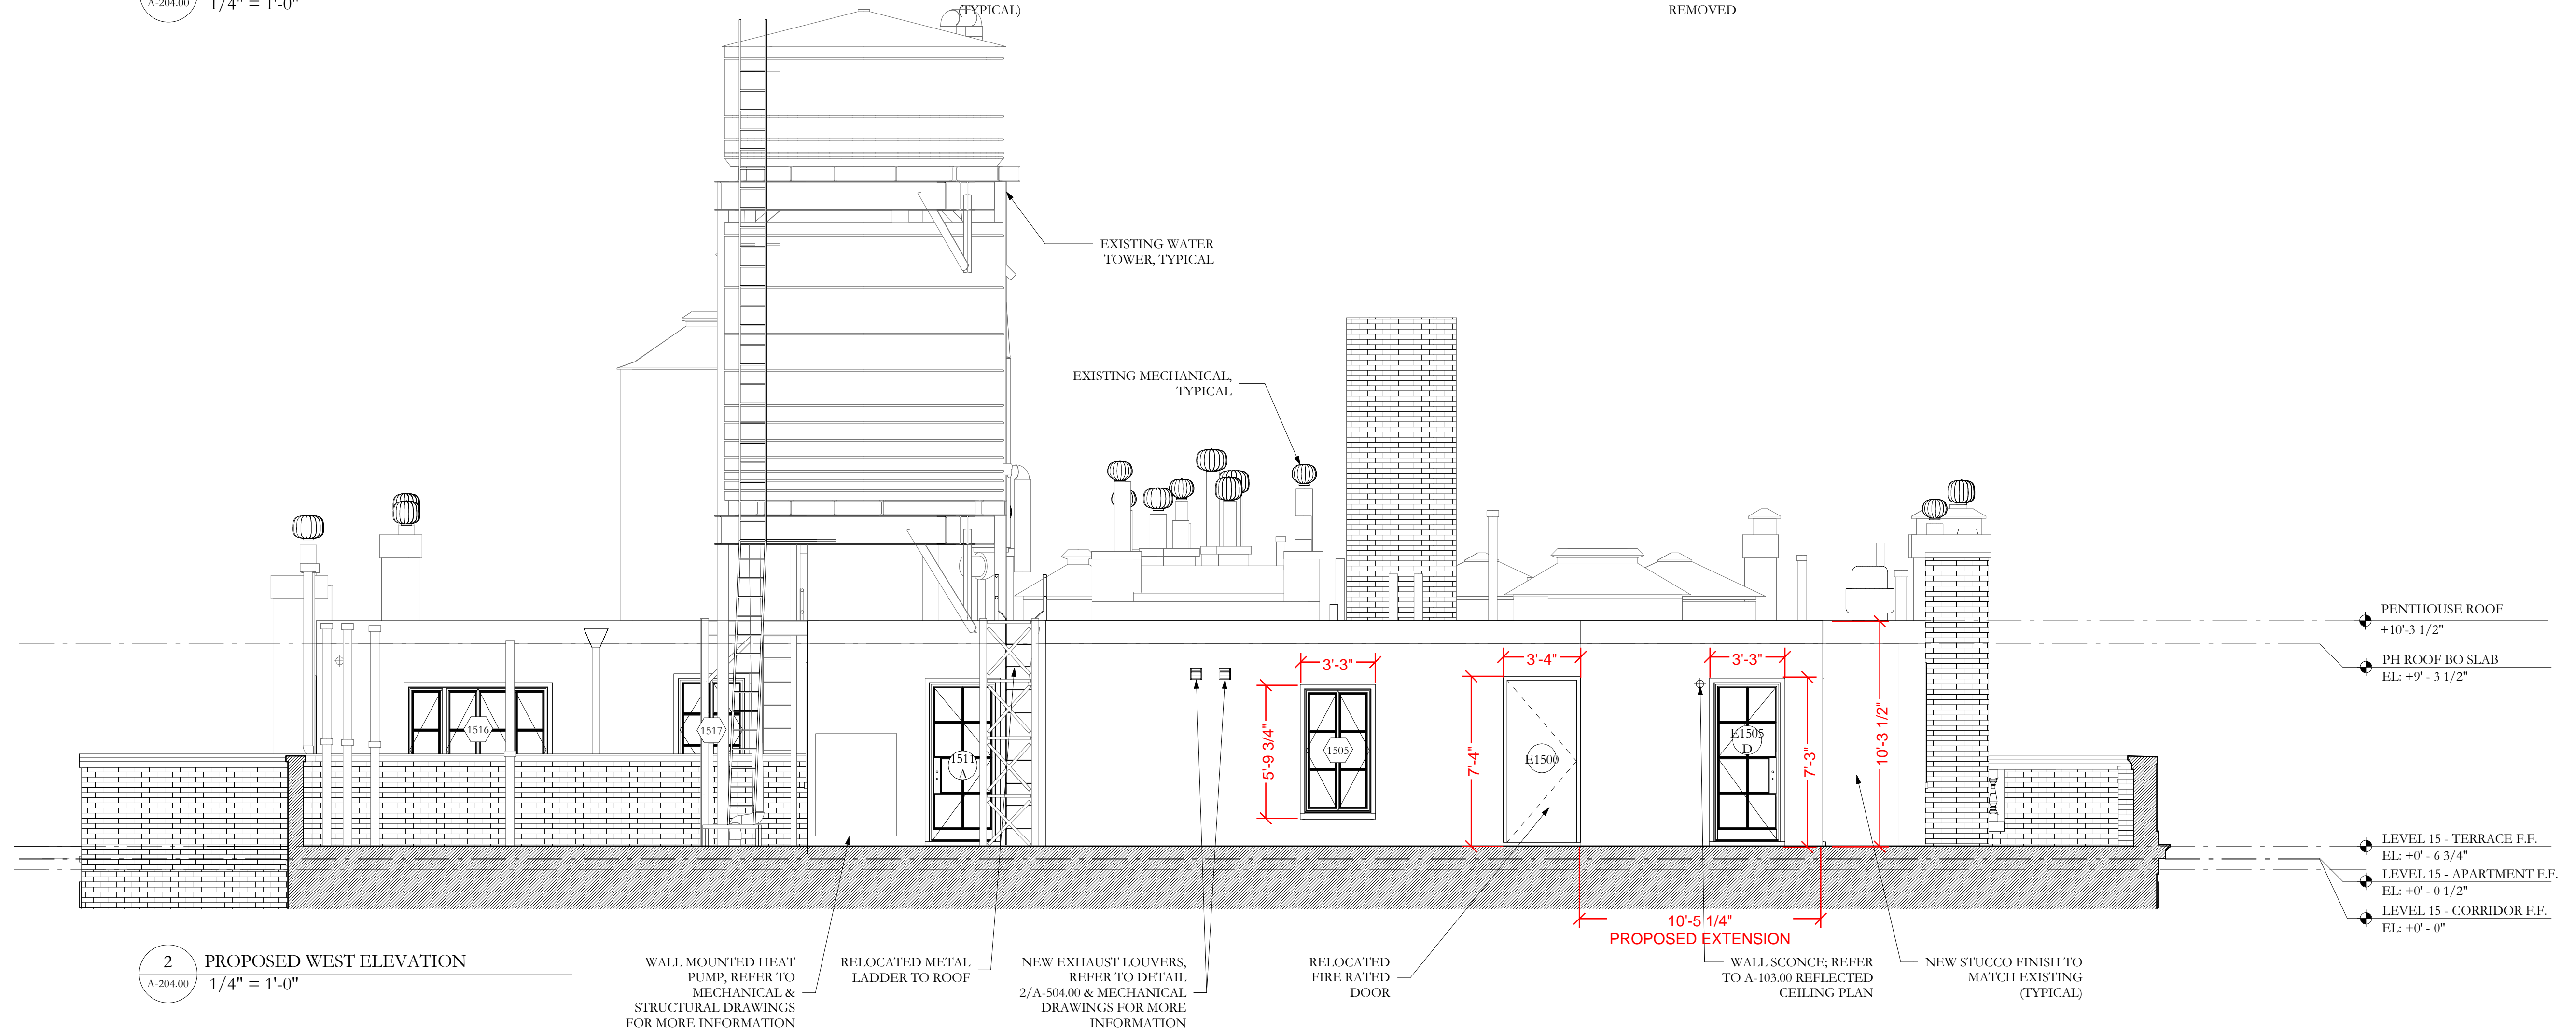 A-204.00
1/4" = 1'-0"
(TYPICAL)
REMOVED
EXISTING WATER
TOWER, TYPICAL
EXISTING MECHANICAL,
TYPICAL
PENTHOUSE ROOF
+10'-3 1/2"
PH ROOF BO SLAB
EL: +9' - 3 1/2"
3'-3"
3'-4"
3'-3"
5'-9 3/4"
7'-4"
7'-3"
10'-3 1/2"
1516
1517
1511
A
1505
E1500
E1505
D
LEVEL 15 - TERRACE F.F.
EL: +0' - 6 3/4"
LEVEL 15 - APARTMENT F.F.
EL: +0' - 0 1/2"
LEVEL 15 - CORRIDOR F.F.
EL: +0' - 0"
10'-5 1/4"
PROPOSED EXTENSION
2
A-204.00
PROPOSED WEST ELEVATION
1/4" = 1'-0"
WALL MOUNTED HEAT
PUMP, REFER TO
MECHANICAL &
STRUCTURAL DRAWINGS
FOR MORE INFORMATION
RELOCATED METAL
LADDER TO ROOF
NEW EXHAUST LOUVERS,
REFER TO DETAIL
2/A-504.00 & MECHANICAL
DRAWINGS FOR MORE
INFORMATION
RELOCATED
FIRE RATED
DOOR
WALL SCONCE; REFER
TO A-103.00 REFLECTED
CEILING PLAN
NEW STUCCO FINISH TO
MATCH EXISTING
(TYPICAL)